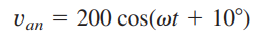 v_an = 200 cos(ωt + 10°)